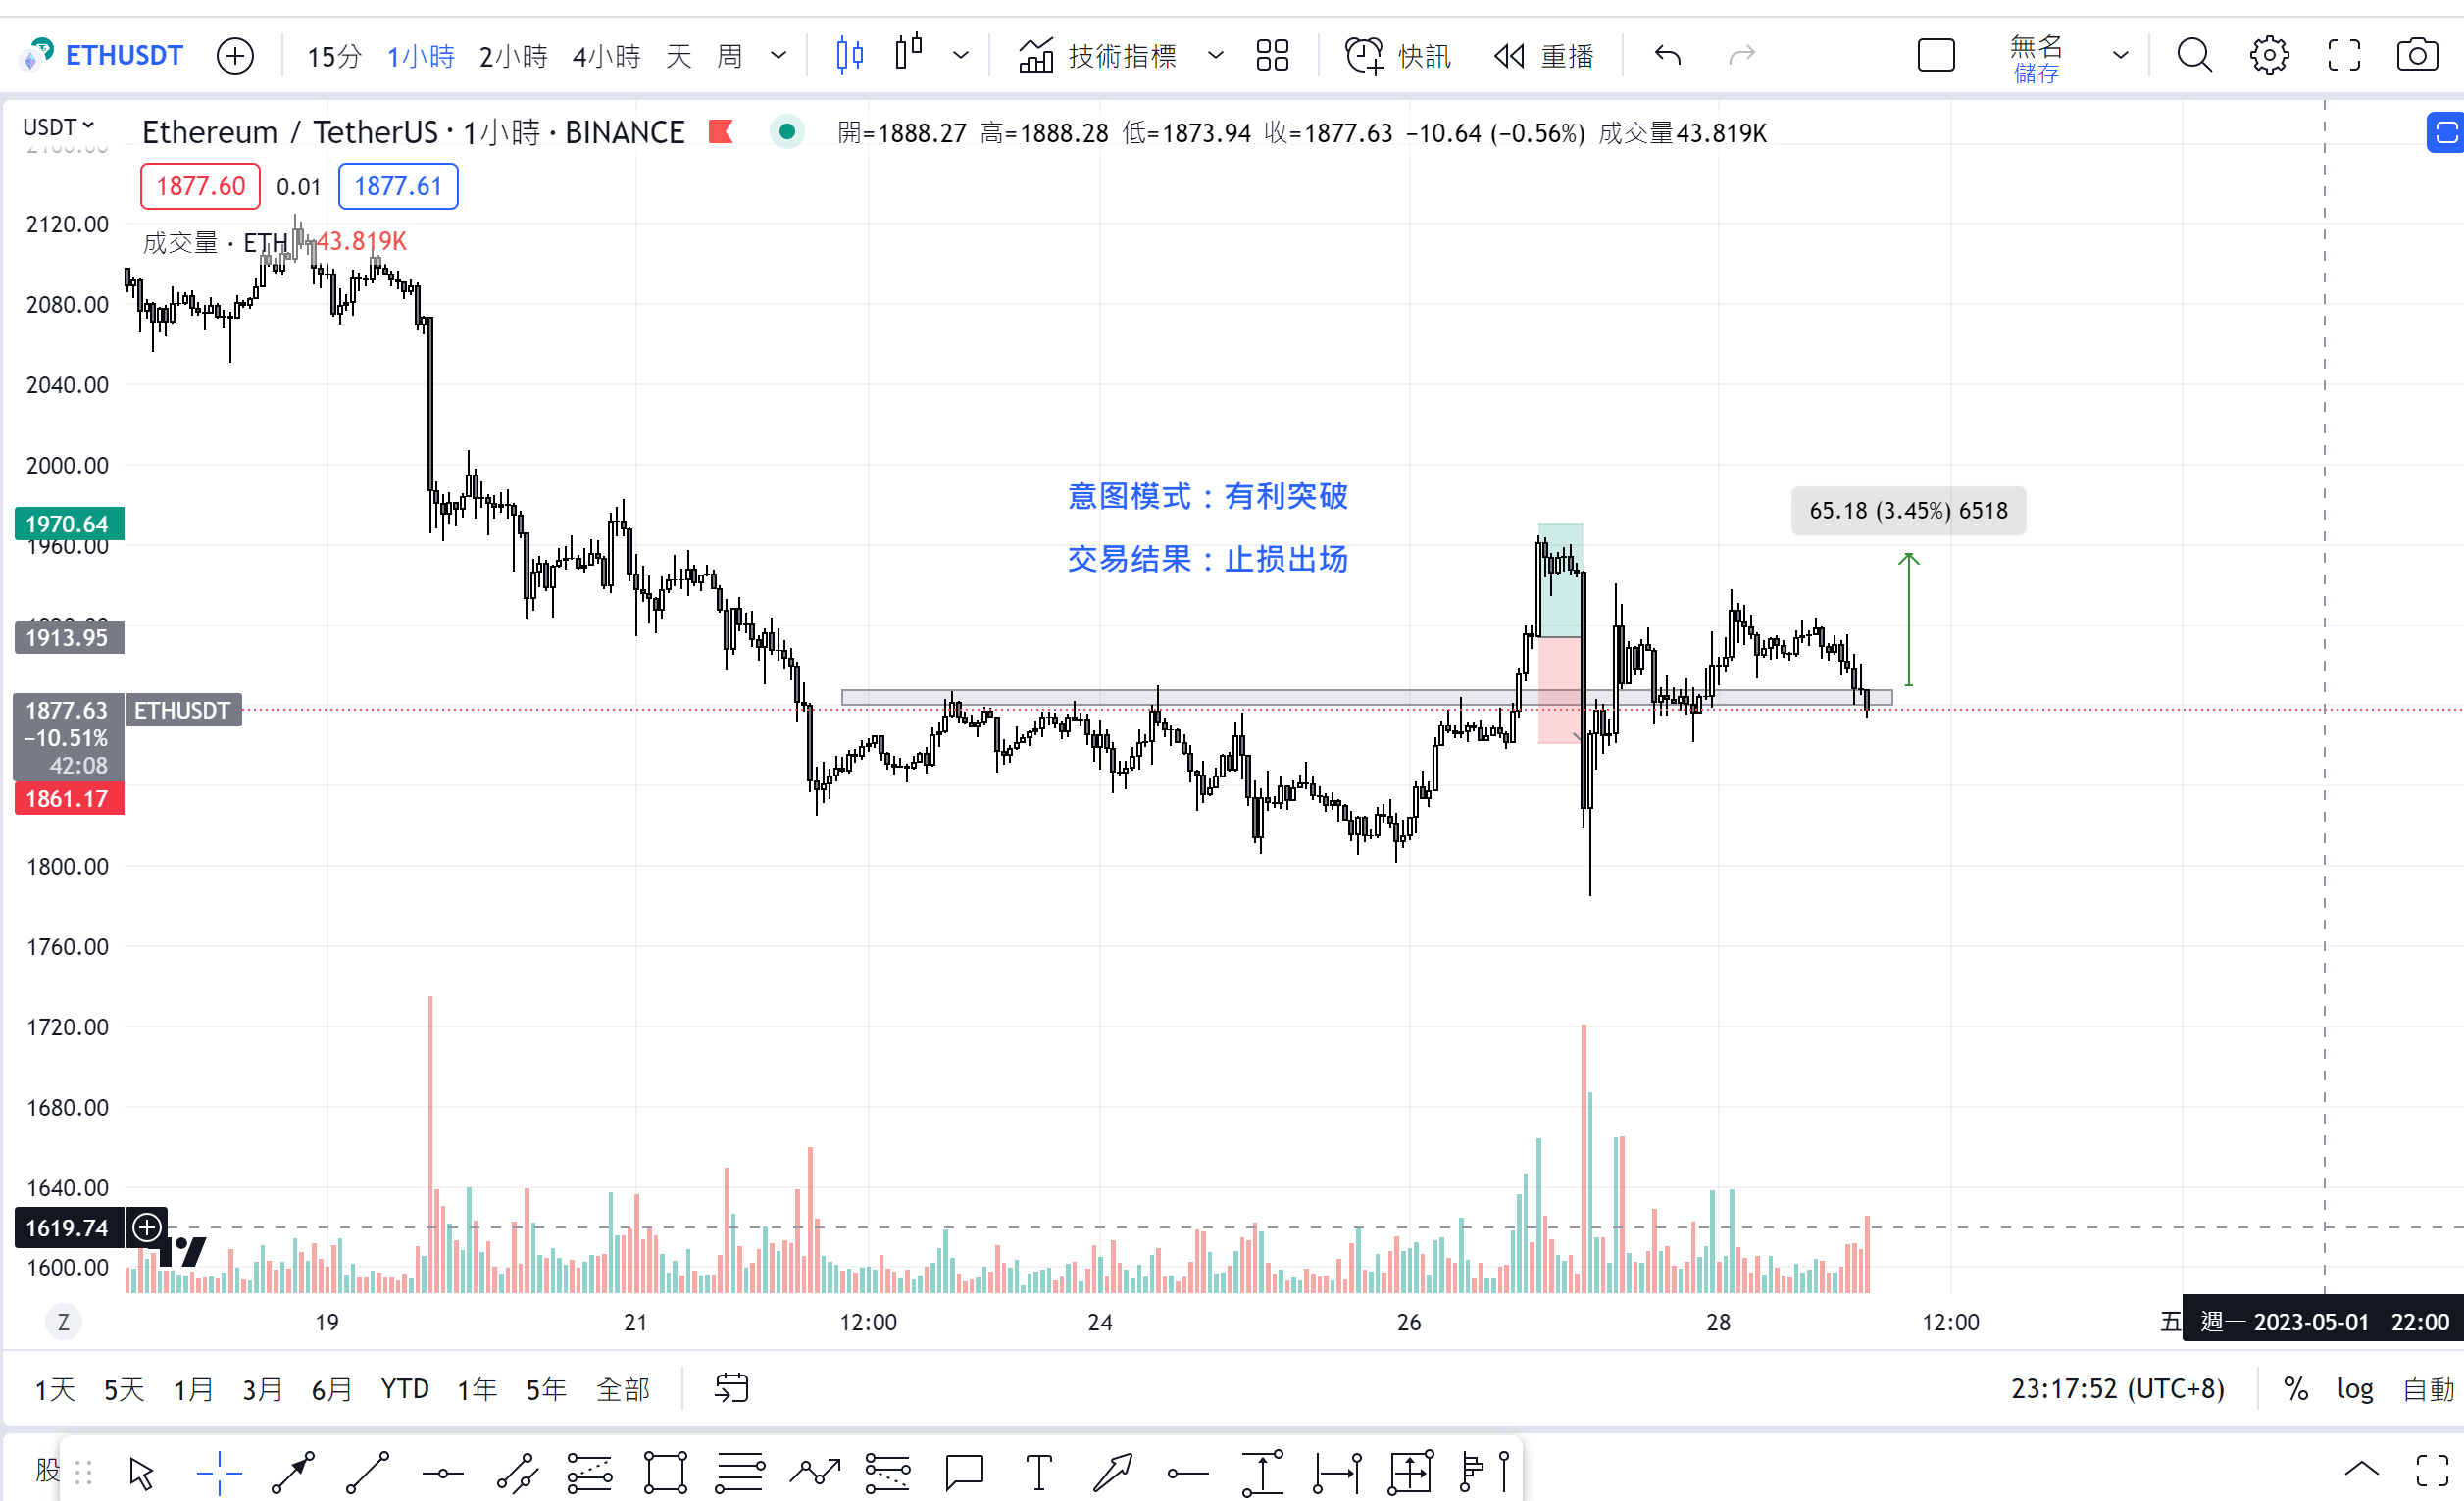 ETHUSDT 15分 1小時 2小時 4小時 天 周 技術指標 快訊 重播 無名
儲存
USDT Ethereum / TetherUS · 1小時 · BINANCE 開=1888.27 高=1888.28 低=1873.94 收=1877.63 −10.64 (−0.56%) 成交量43.819K
1877.60 0.01 1877.61
成交量 · ETH 43.819K
2120.00
2080.00
2040.00
2000.00
意图模式：有利突破
65.18 (3.45%) 6518
1970.64
1960.00
交易结果：止损出场
1913.95
1877.63 ETHUSDT
−10.51%
42:08
1861.17
1800.00
1760.00
1720.00
1680.00
1640.00
1619.74
1600.00
Z 19 21 12:00 24 26 28 12:00 五 週一 2023-05-01 22:00
1天 5天 1月 3月 6月 YTD 1年 5年 全部 23:17:52 (UTC+8) % log 自動
股